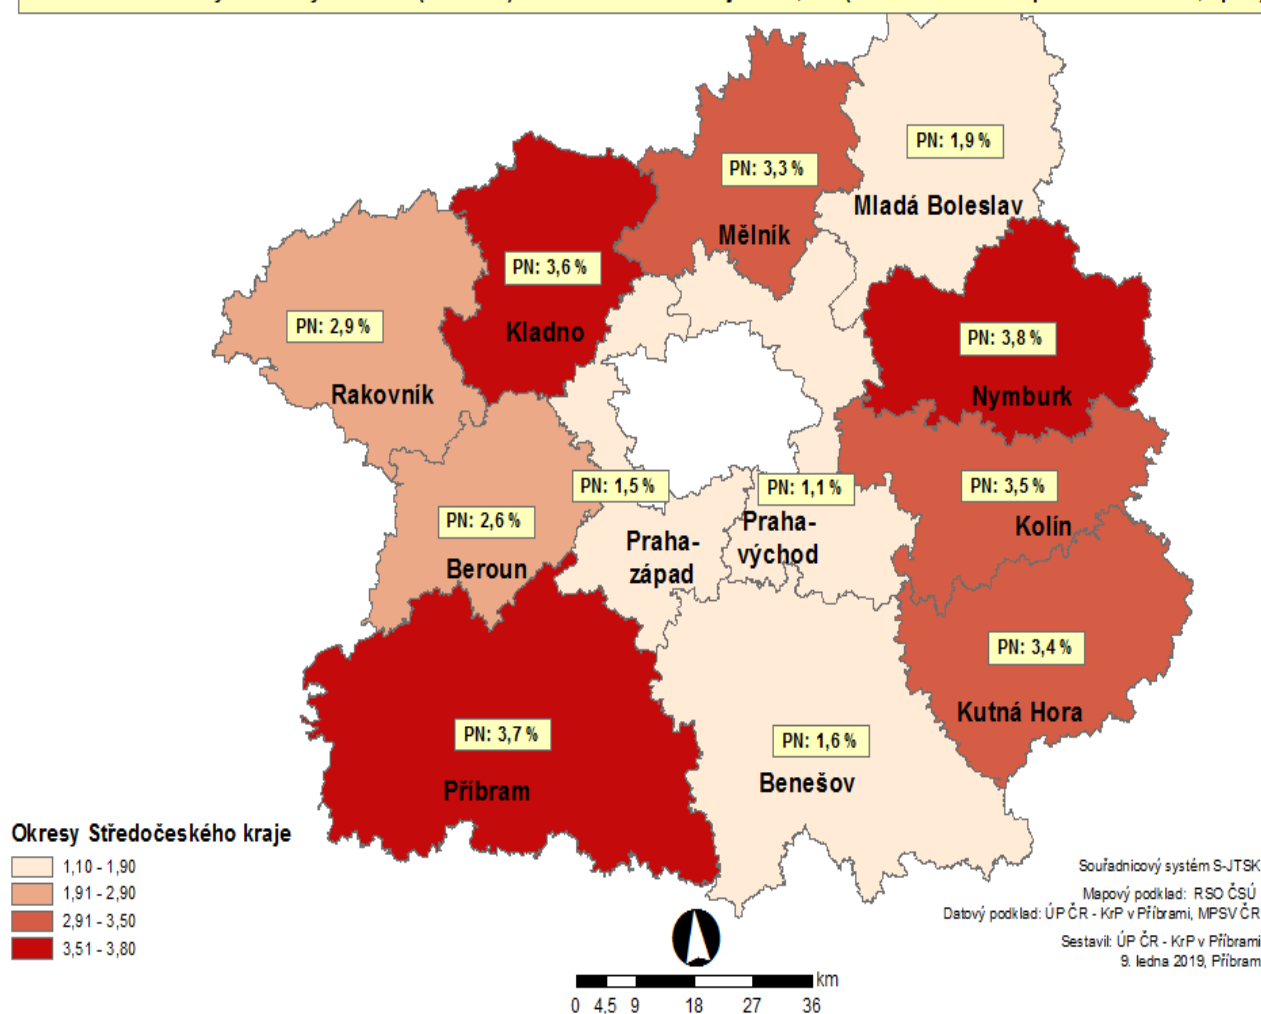 PN: 1,9 %
Mladá Boleslav
PN: 3,3 %
Mělník
PN: 3,6 %
Kladno
PN: 2,9 %
Rakovník
PN: 3,8 %
Nymburk
PN: 1,5 %
PN: 1,1 %
PN: 3,5 %
Kolín
PN: 2,6 %
Beroun
Praha-
západ
Praha-
východ
PN: 3,4 %
Kutná Hora
PN: 3,7 %
Příbram
PN: 1,6 %
Benešov
Okresy Středočeského kraje
1,10 - 1,90
1,91 - 2,90
2,91 - 3,50
3,51 - 3,80
Souřadnicový systém S-JTSK
Mapový podklad: RSO ČSÚ
Datový podklad: ÚP ČR - KrP v Příbrami, MPSV ČR
Sestavil: ÚP ČR - KrP v Příbrami
9. ledna 2019, Příbram
km
0 4,5 9 18 27 36